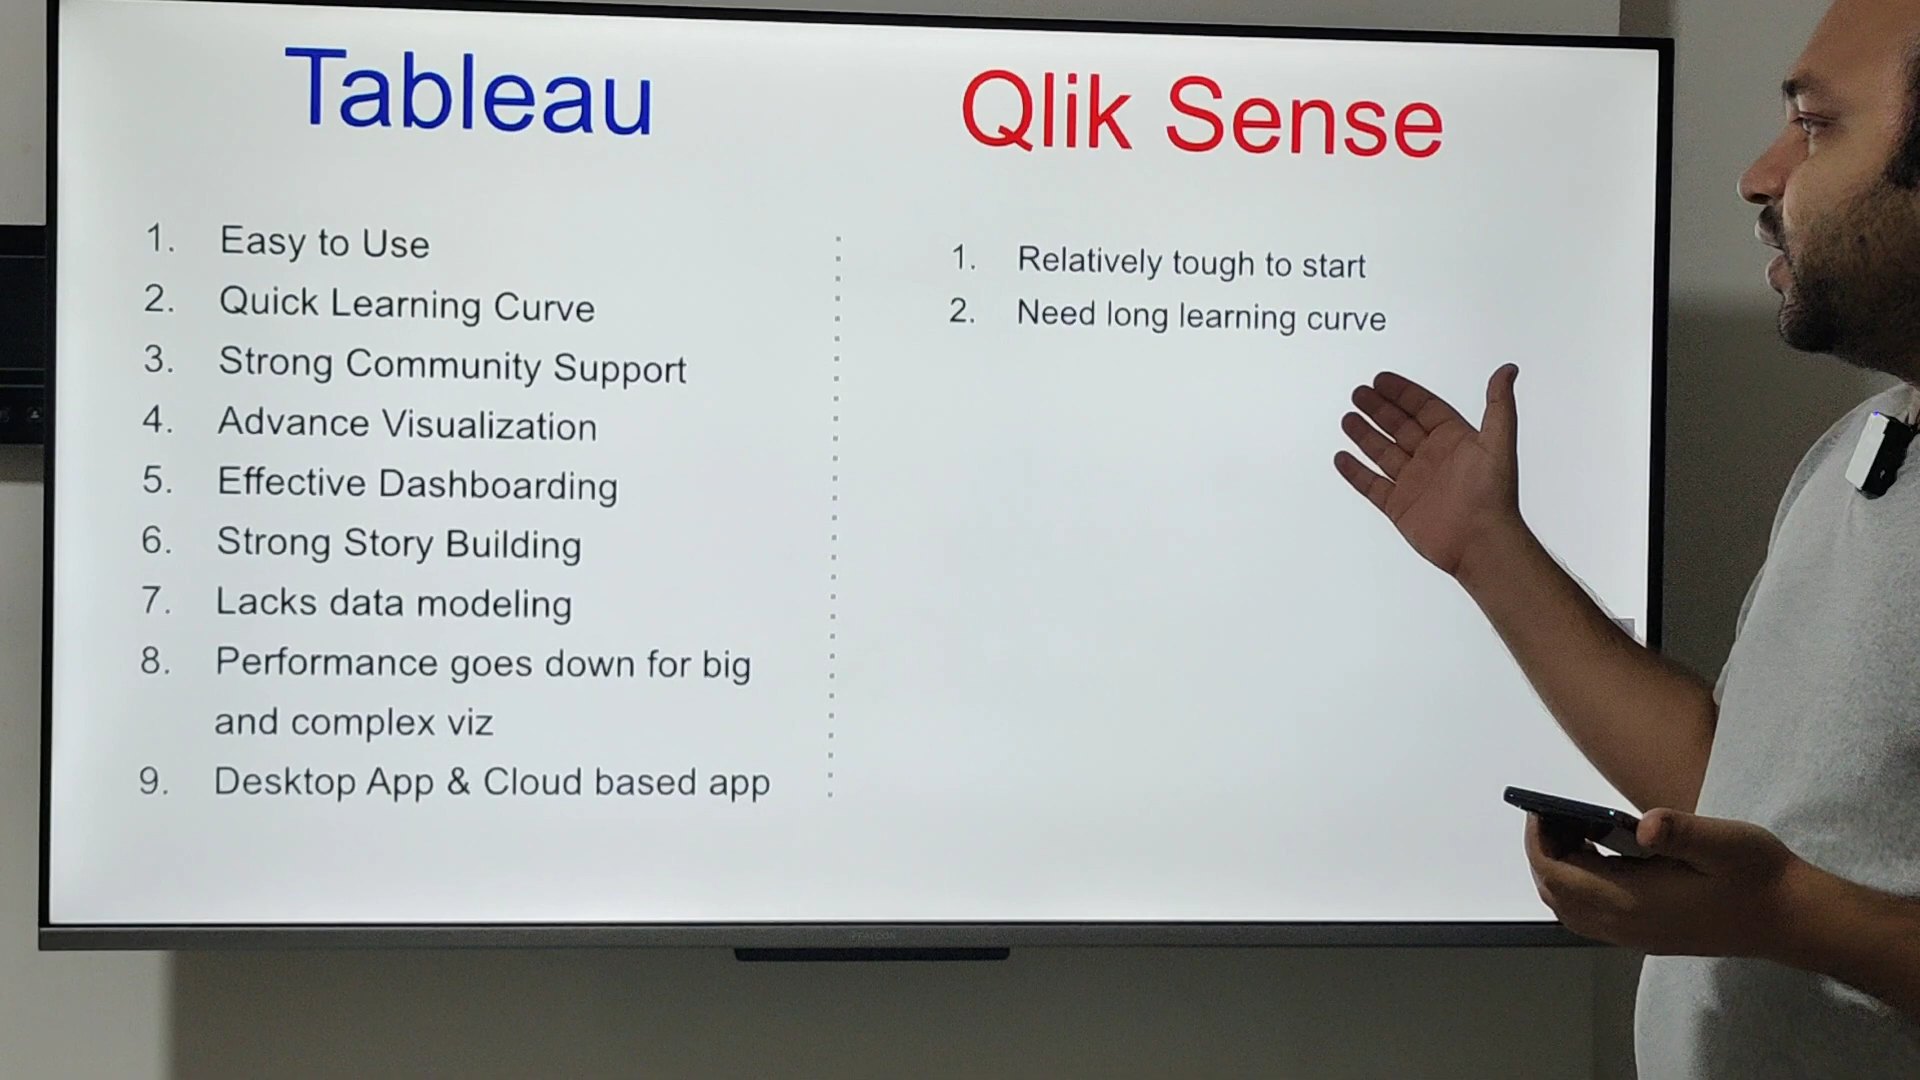 Tableau
1. Easy to Use
2. Quick Learning Curve
3. Strong Community Support
4. Advance Visualization
5. Effective Dashboarding
6. Strong Story Building
7. Lacks data modeling
8. Performance goes down for big
and complex viz
9. Desktop App & Cloud based app
Qlik Sense
1. Relatively tough to start
2. Need long learning curve